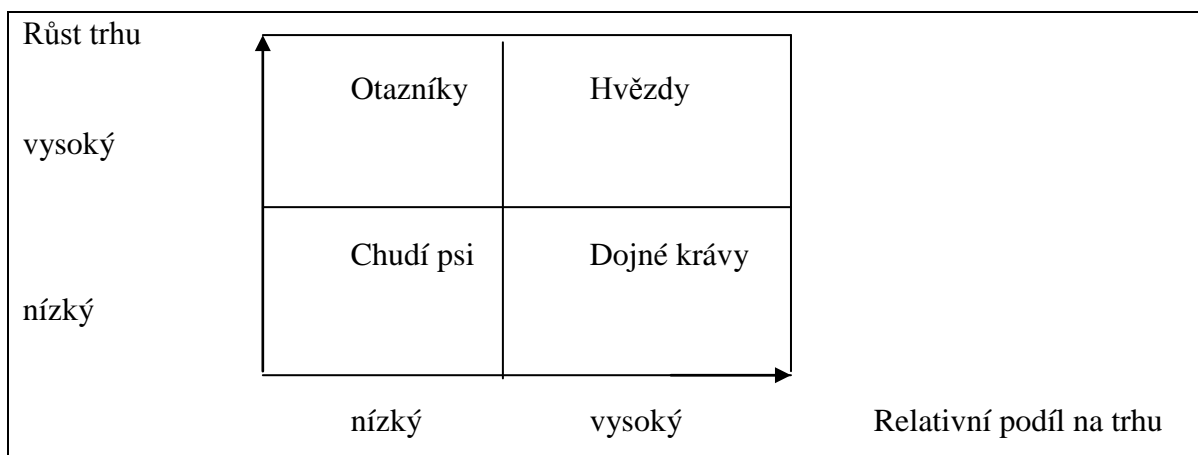 Růst trhu
Otazníky Hvězdy
vysoký
Chudí psi Dojné krávy
nízký
nízký vysoký Relativní podíl na trhu